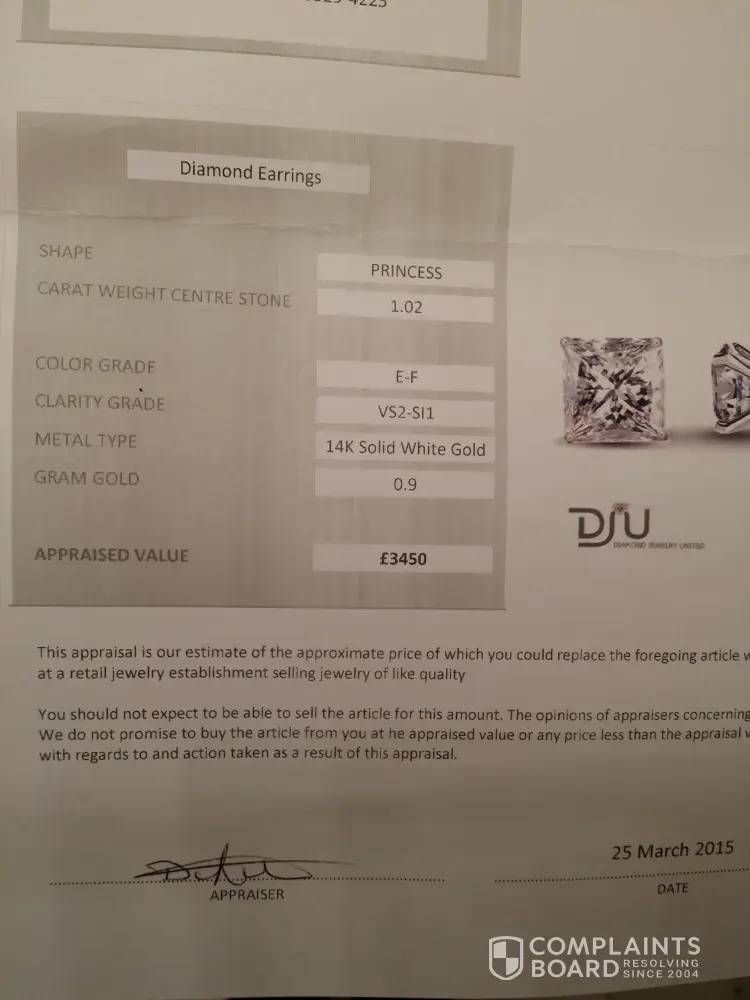 4223
Diamond Earrings
SHAPE PRINCESS
CARAT WEIGHT CENTRE STONE 1.02
COLOR GRADE E-F
CLARITY GRADE VS2-SI1
METAL TYPE 14K Solid White Gold
GRAM GOLD 0.9
APPRAISED VALUE £3450
DJU
DIAMOND JEWELRY UNITED
This appraisal is our estimate of the approximate price of which you could replace the foregoing article
at a retail jewelry establishment selling jewelry of like quality
You should not expect to be able to sell the article for this amount. The opinions of appraisers concerning
We do not promise to buy the article from you at he appraised value or any price less than the appraisal
with regards to and action taken as a result of this appraisal.
25 March 2015
APPRAISER DATE
COMPLAINTS
BOARD RESOLVING SINCE 2004